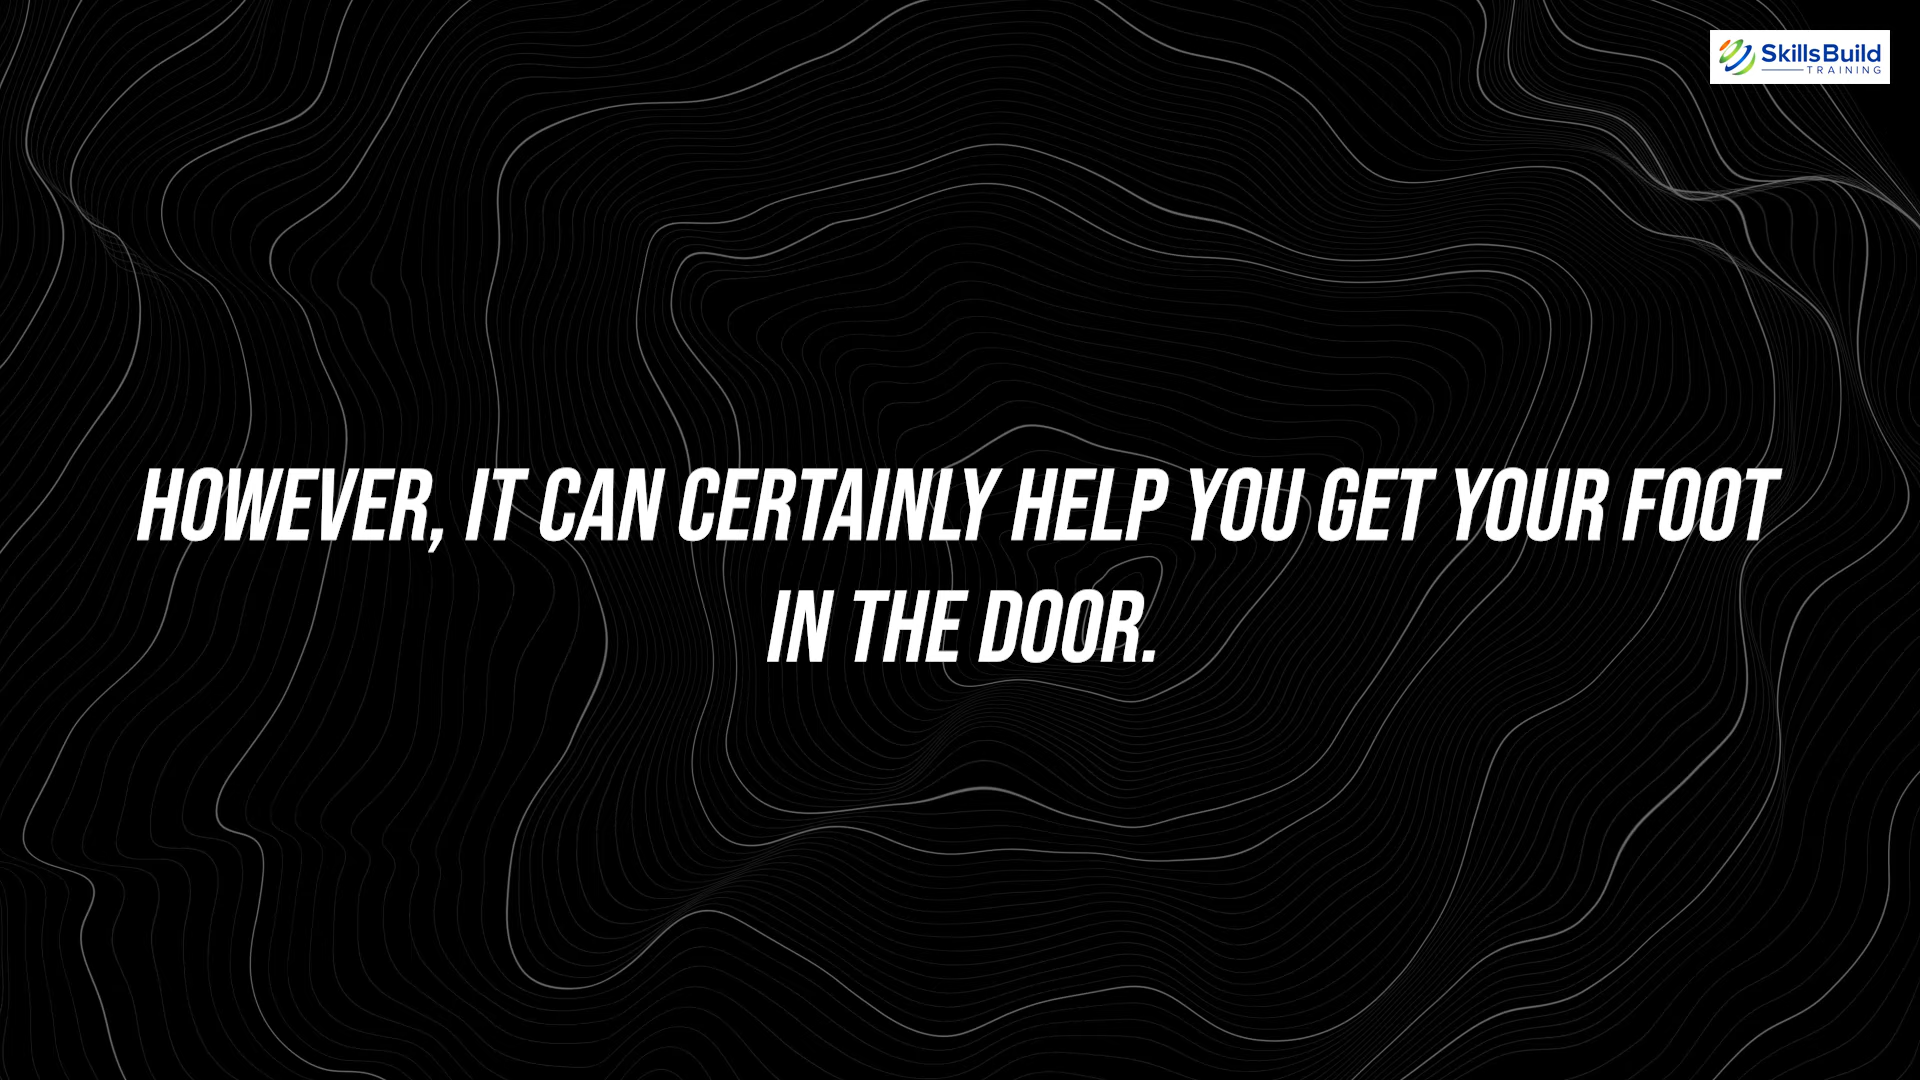 SkillsBuild
TRAINING
HOWEVER, IT CAN CERTAINLY HELP YOU GET YOUR FOOT
IN THE DOOR.